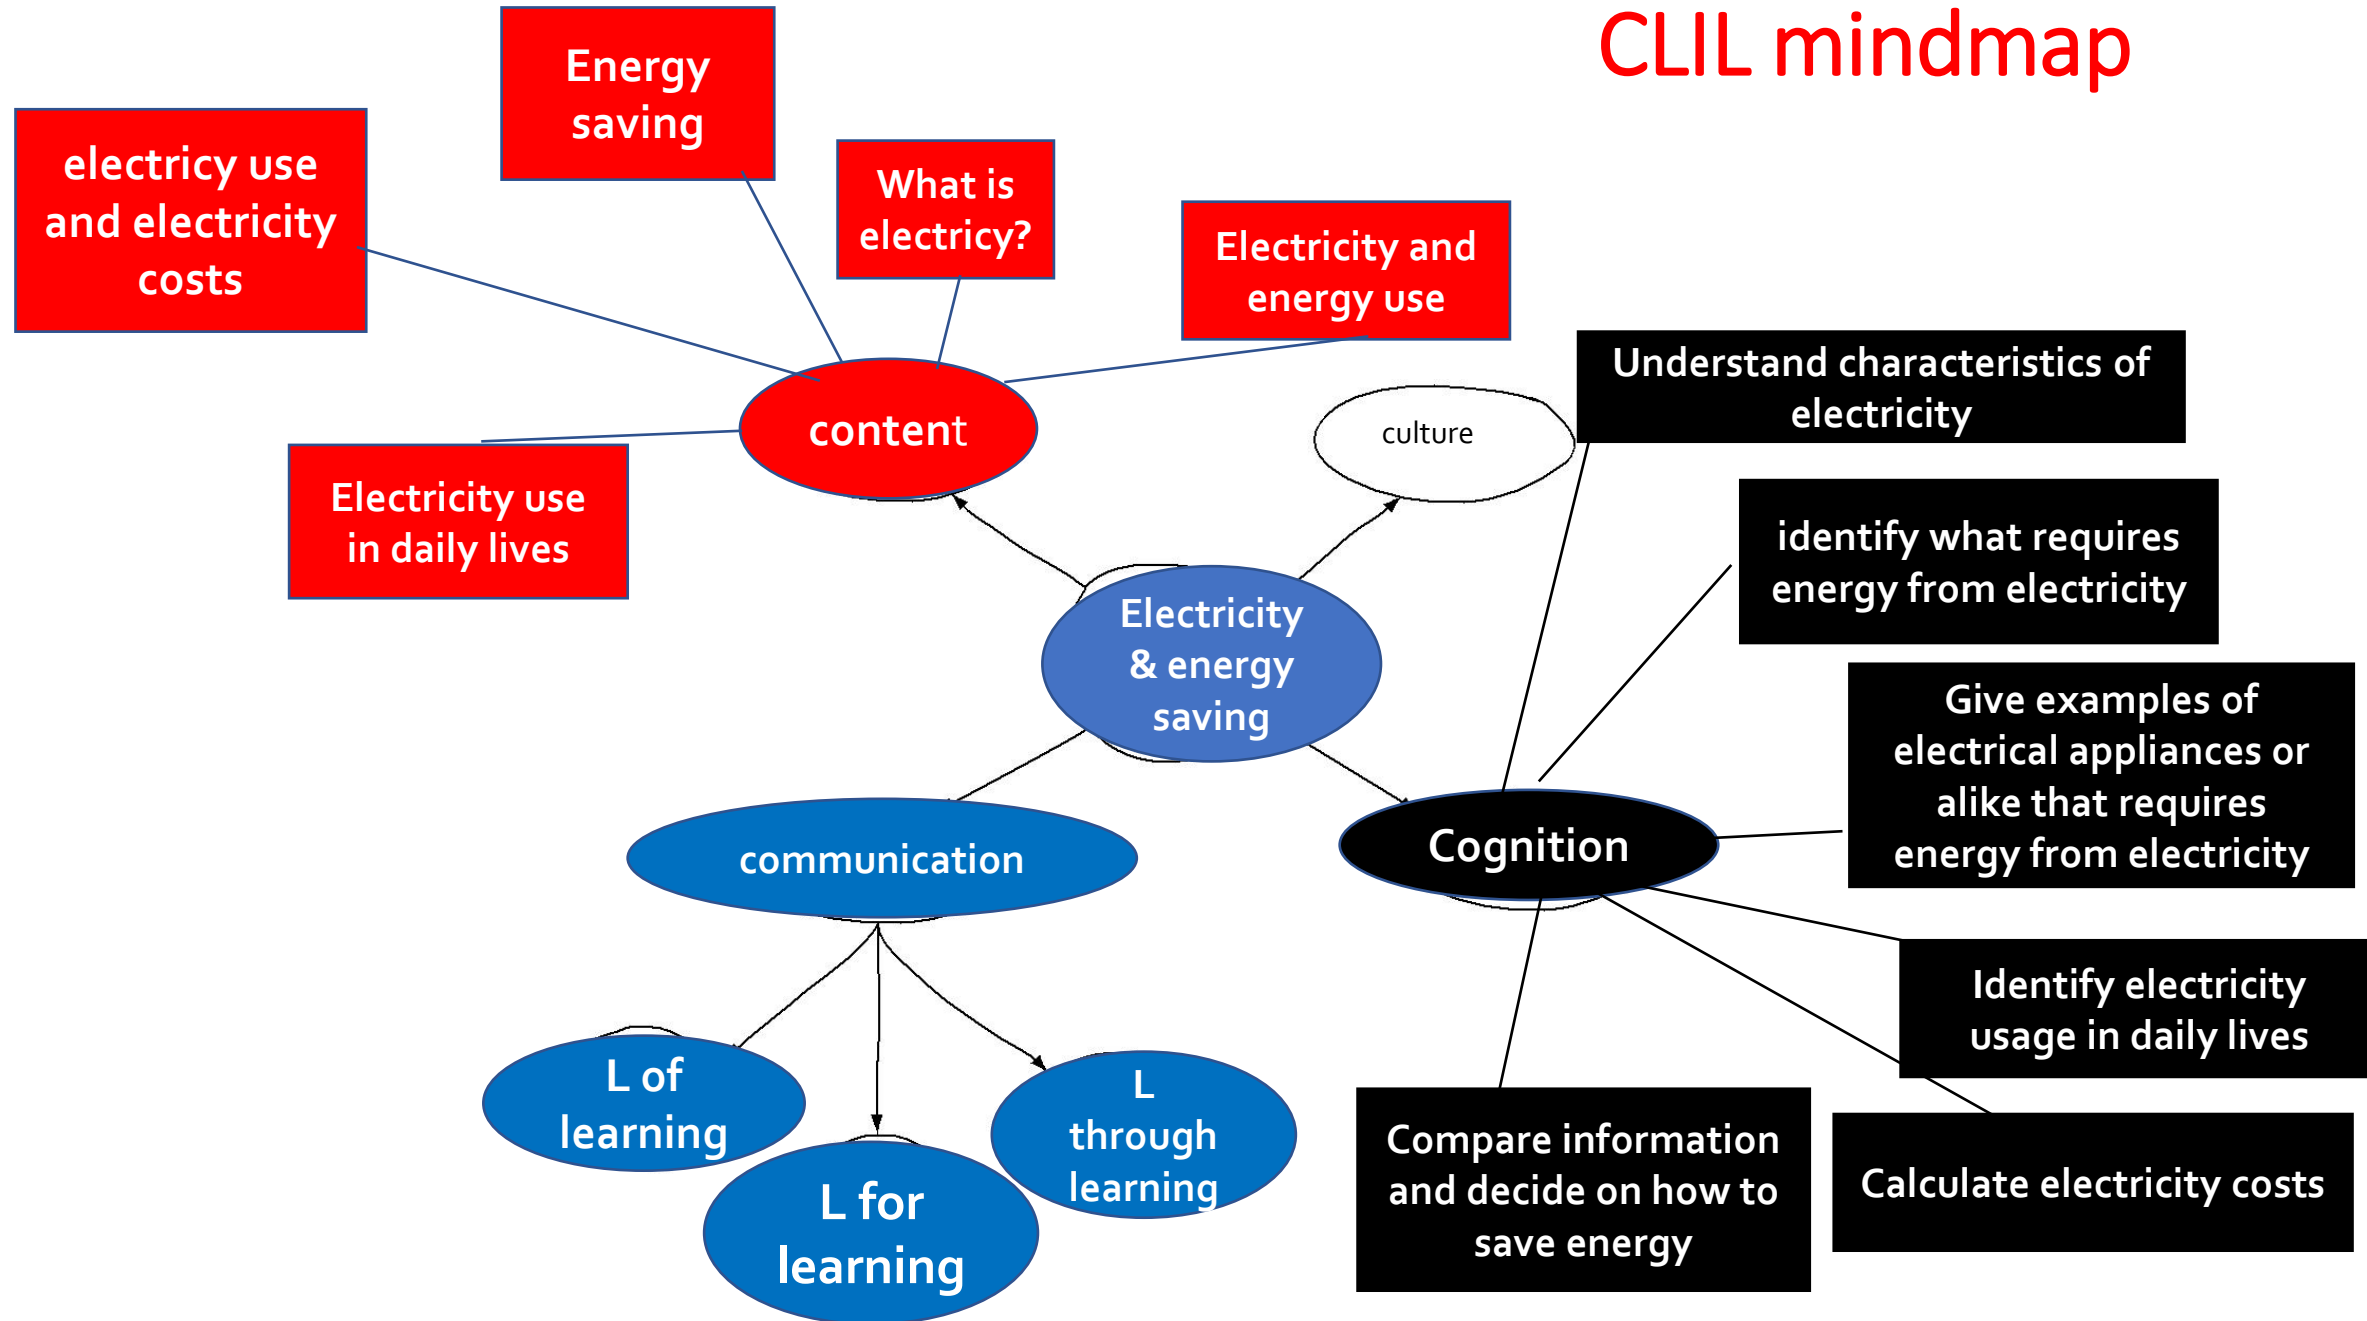 CLIL mindmap
Energy
saving
electricy use
and electricity
costs
What is
electricy?
Electricity and
energy use
content
Electricity use
in daily lives
culture
Understand characteristics of
electricity
identify what requires
energy from electricity
Electricity
& energy
saving
Give examples of
electrical appliances or
alike that requires
energy from electricity
communication
Cognition
Identify electricity
usage in daily lives
L of
learning
L for
learning
L
through
learning
Compare information
and decide on how to
save energy
Calculate electricity costs